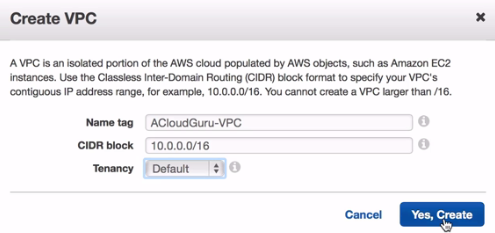 Create VPC
A VPC is an isolated portion of the AWS cloud populated by AWS objects, such as Amazon EC2
instances. Use the Classless Inter-Domain Routing (CIDR) block format to specify your VPC's
contiguous IP address range, for example, 10.0.0.0/16. You cannot create a VPC larger than /16.
Name tag ACloudGuru-VPC
CIDR block 10.0.0.0/16
Tenancy Default
Cancel Yes, Create